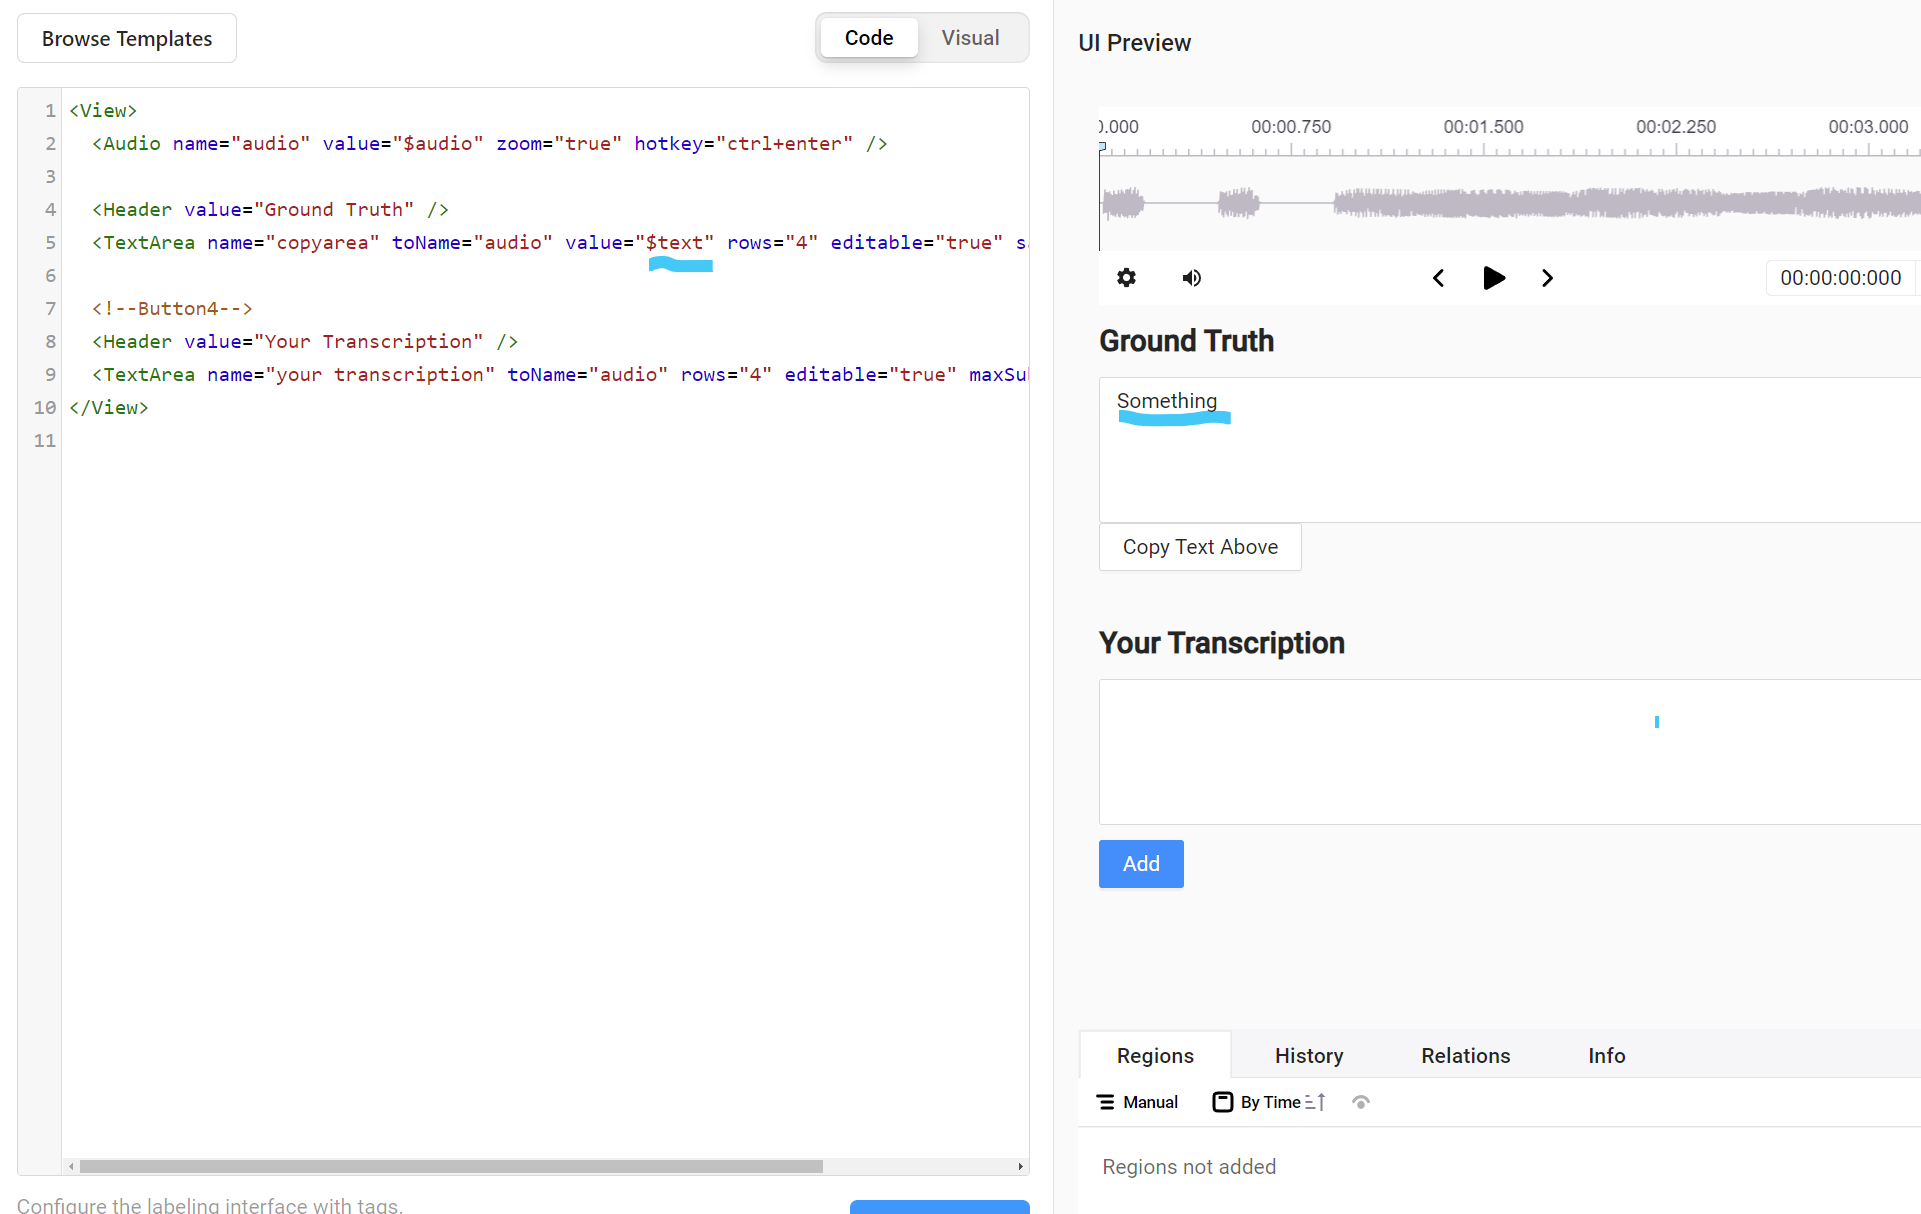 Browse Templates
Code
Visual
1 <View>
2 <Audio name="audio" value="$audio" zoom="true" hotkey="ctrl+enter" />
3
4 <Header value="Ground Truth" />
5 <TextArea name="copyarea" toName="audio" value="$text" rows="4" editable="true"
6
7 <!--Button4-->
8 <Header value="Your Transcription" />
9 <TextArea name="your transcription" toName="audio" rows="4" editable="true"
10 </View>
11
Configure the labeling interface with tags.
UI Preview
0.000 00:00.750 00:01.500 00:02.250 00:03.000
00:00:00:000
Ground Truth
Something
Copy Text Above
Your Transcription
Add
Regions
History
Relations
Info
Manual
By Time
Regions not added